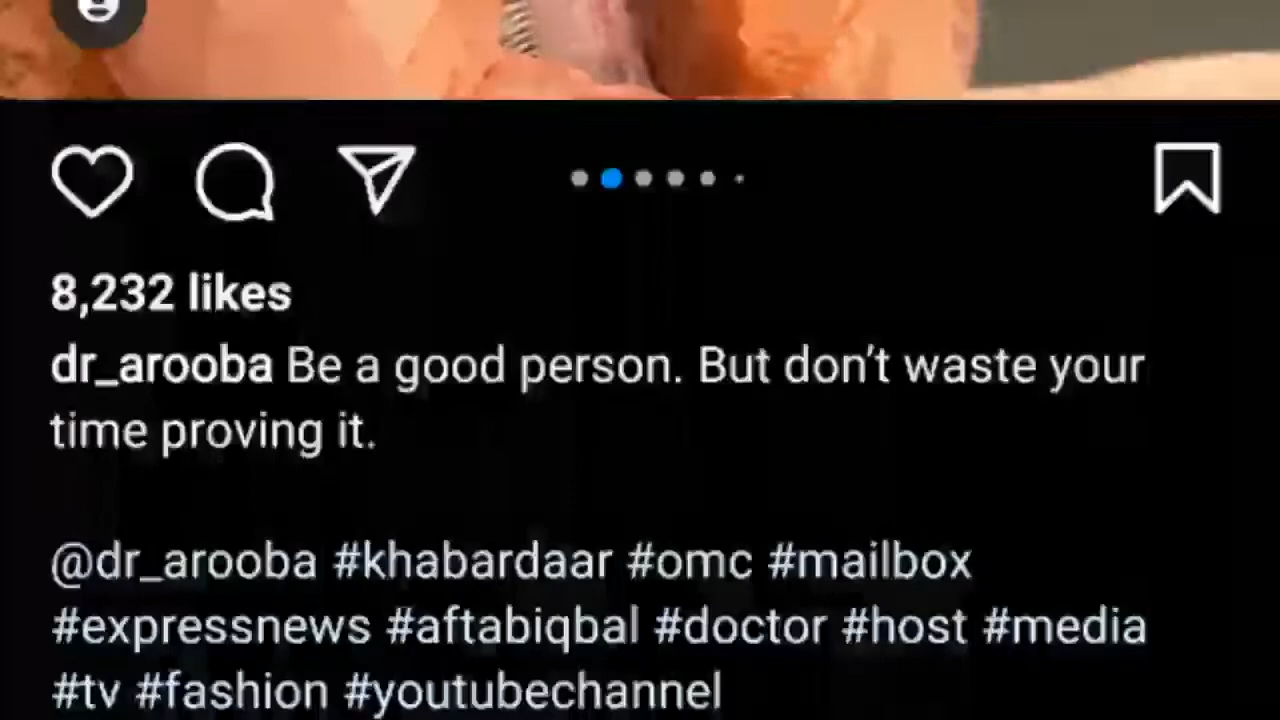 8,232 likes
dr_arooba Be a good person. But don’t waste your
time proving it.
@dr_arooba #khabardaar #omc #mailbox
#expressnews #aftabiqbal #doctor #host #media
#tv #fashion #youtubechannel